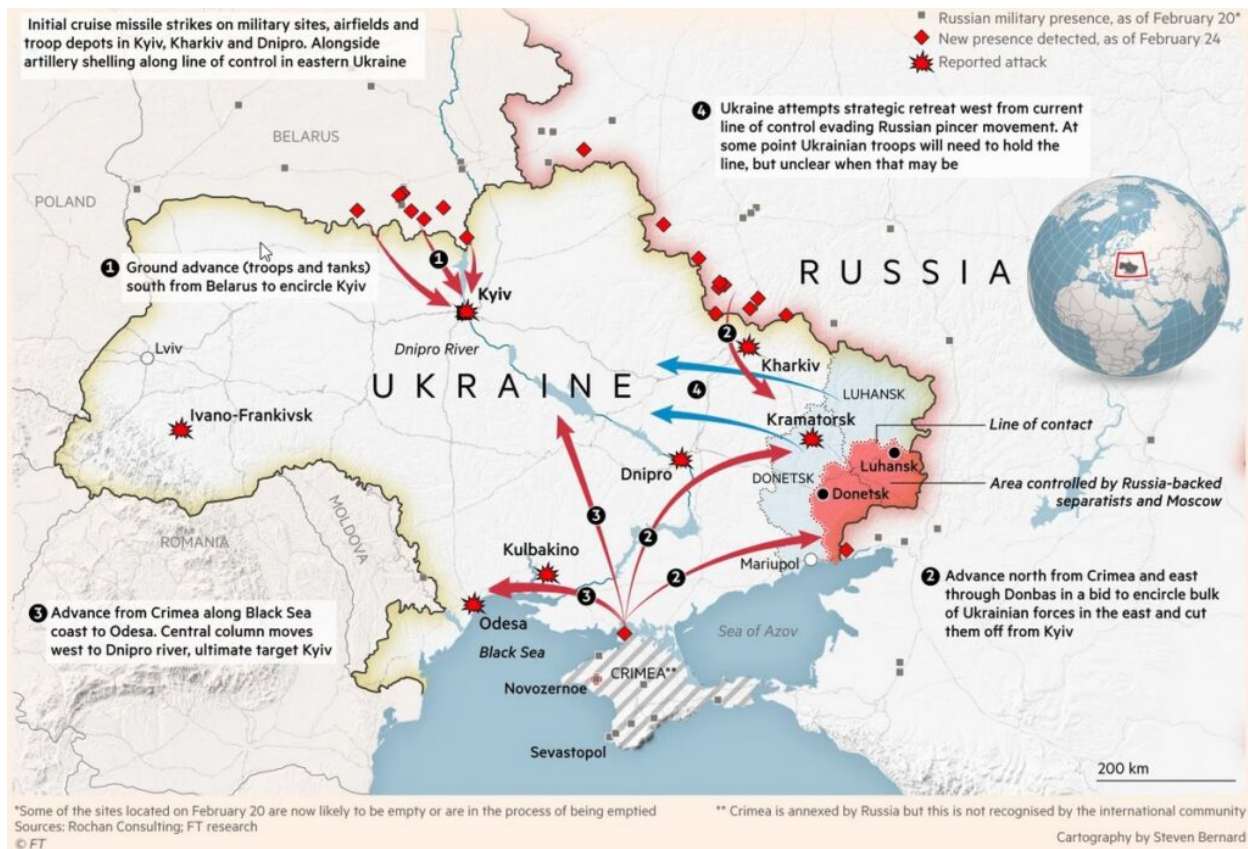 Initial cruise missile strikes on military sites, airfields and
troop depots in Kyiv, Kharkiv and Dnipro. Alongside
artillery shelling along line of control in eastern Ukraine
Russian military presence, as of February 20*
New presence detected, as of February 24
Reported attack
4 Ukraine attempts strategic retreat west from current
line of control evading Russian pincer movement. At
some point Ukrainian troops will need to hold the
line, but unclear when that may be
BELARUS
POLAND
RUSSIA
1 Ground advance (troops and tanks)
south from Belarus to encircle Kyiv
1
Kyiv
Lviv
Dnipro River
2
Kharkiv
UKRAINE
4
LUHANSK
Ivano-Frankivsk
Kramatorsk
Line of contact
Dnipro
DONETSK
Luhansk
Donetsk
Area controlled by Russia-backed
separatists and Moscow
MOLDOVA
ROMANIA
3
2
Kulbakino
Mariupol
2
3
2 Advance north from Crimea and east
through Donbas in a bid to encircle bulk
of Ukrainian forces in the east and cut
them off from Kyiv
3 Advance from Crimea along Black Sea
coast to Odesa. Central column moves
west to Dnipro river, ultimate target Kyiv
Odesa
Black Sea
Sea of Azov
CRIMEA**
Novozernoe
Sevastopol
200 km
*Some of the sites located on February 20 are now likely to be empty or are in the process of being emptied
** Crimea is annexed by Russia but this is not recognised by the international community
Sources: Rochan Consulting; FT research
Cartography by Steven Bernard
© FT